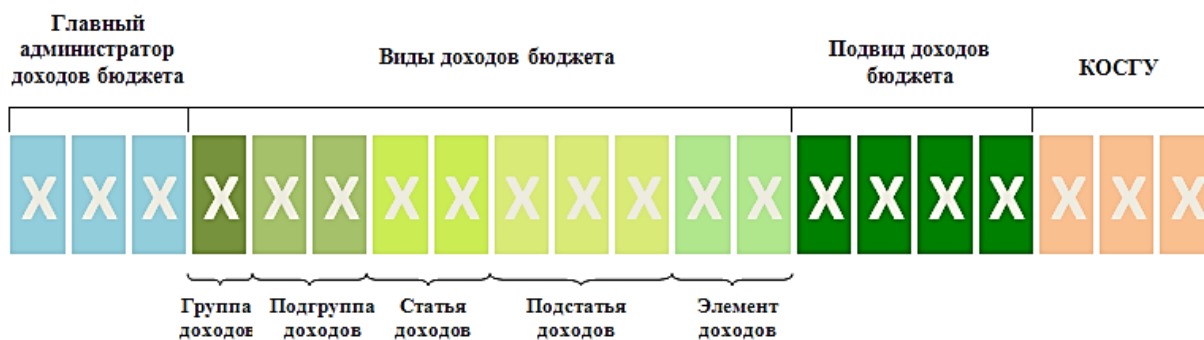 Главный
администратор
доходов бюджета
Виды доходов бюджета
Подвид доходов
бюджета
КОСГУ
X X X X X X X X X X X X X X X X X X X X
Группа
доходов
Подгруппа
доходов
Статья
доходов
Подстатья
доходов
Элемент
доходов